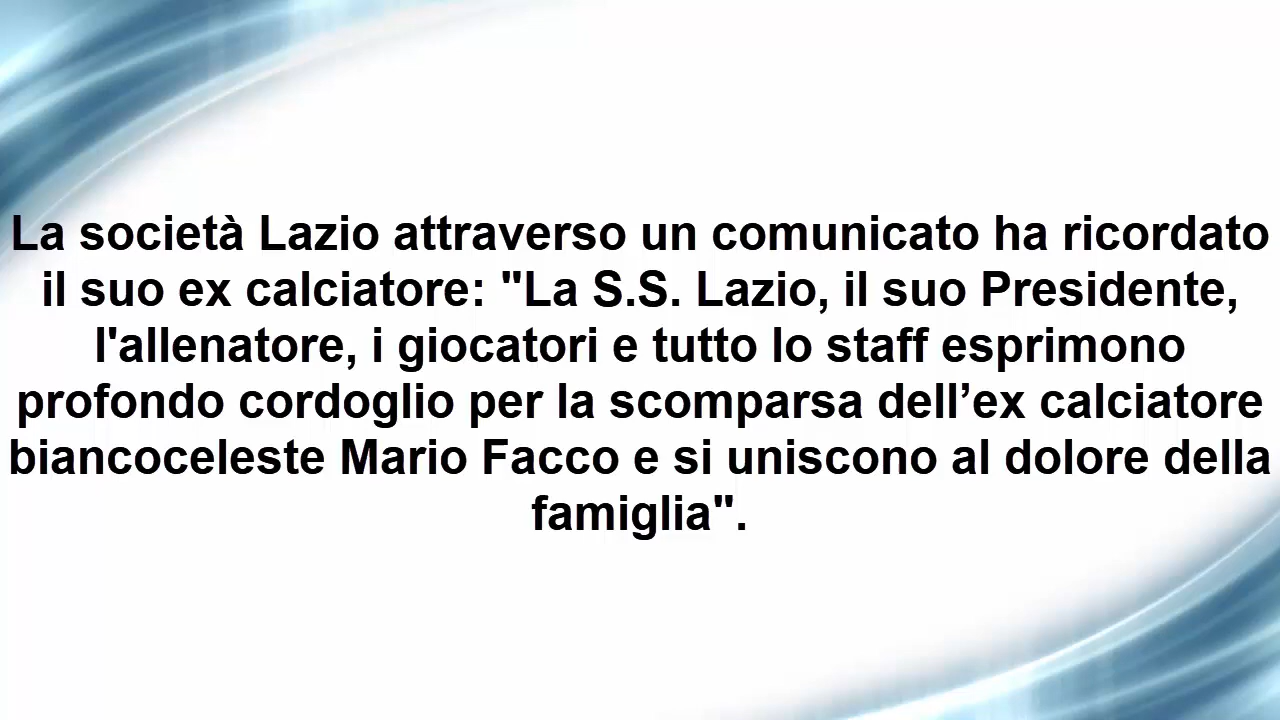 La società Lazio attraverso un comunicato ha ricordato
il suo ex calciatore: "La S.S. Lazio, il suo Presidente,
l'allenatore, i giocatori e tutto lo staff esprimono
profondo cordoglio per la scomparsa dell’ex calciatore
biancoceleste Mario Facco e si uniscono al dolore della
famiglia".